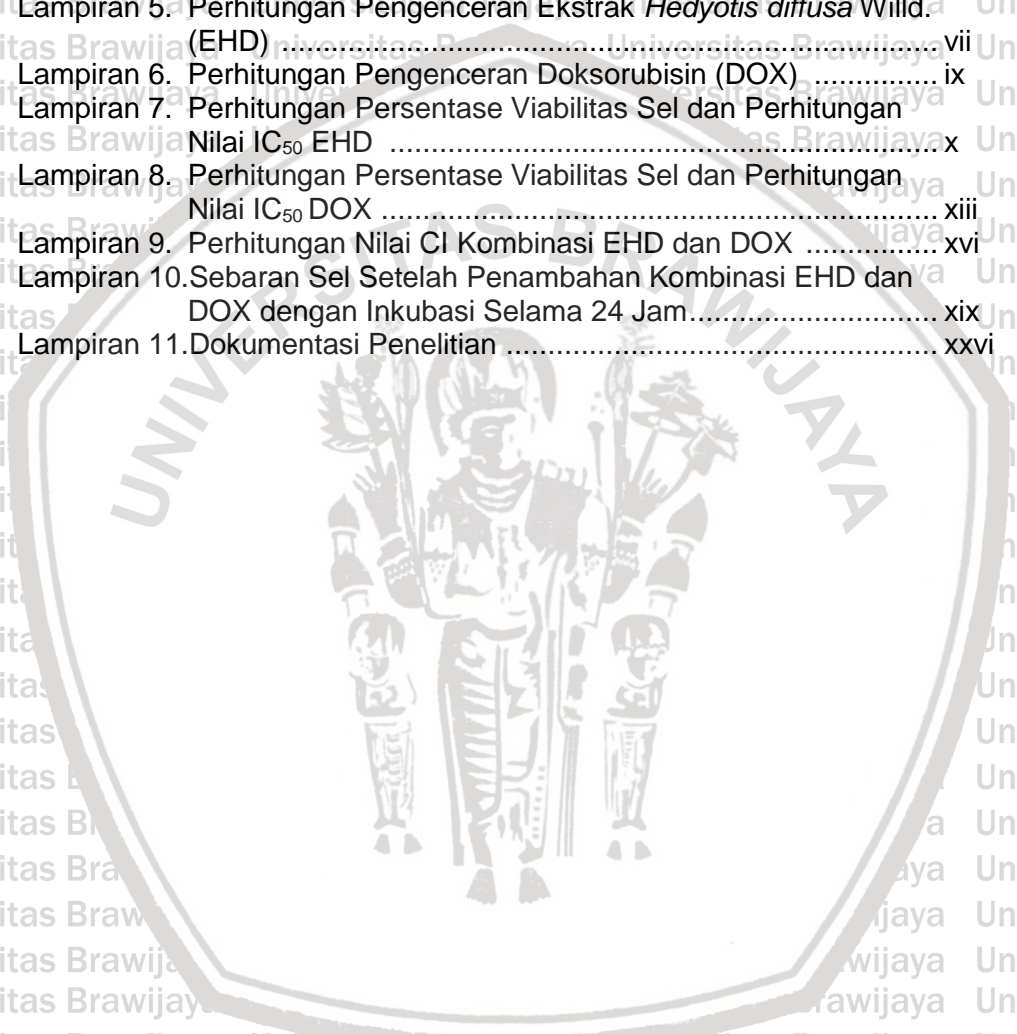 Lampiran 5. Perhitungan Pengenceran Ekstrak Hedyotis diffusa Willd.
(EHD) ........................................................................................ vii
Lampiran 6. Perhitungan Pengenceran Doksorubisin (DOX) ............... ix
Lampiran 7. Perhitungan Persentase Viabilitas Sel dan Perhitungan
Nilai IC₅₀ EHD .................................................................. x
Lampiran 8. Perhitungan Persentase Viabilitas Sel dan Perhitungan
Nilai IC₅₀ DOX .................................................................. xiii
Lampiran 9. Perhitungan Nilai CI Kombinasi EHD dan DOX ................ xvi
Lampiran 10.Sebaran Sel Setelah Penambahan Kombinasi EHD dan
DOX dengan Inkubasi Selama 24 Jam..................................... xix
Lampiran 11.Dokumentasi Penelitian ................................................................ xxvi
UNIVERSITAS BRAWIJAYA